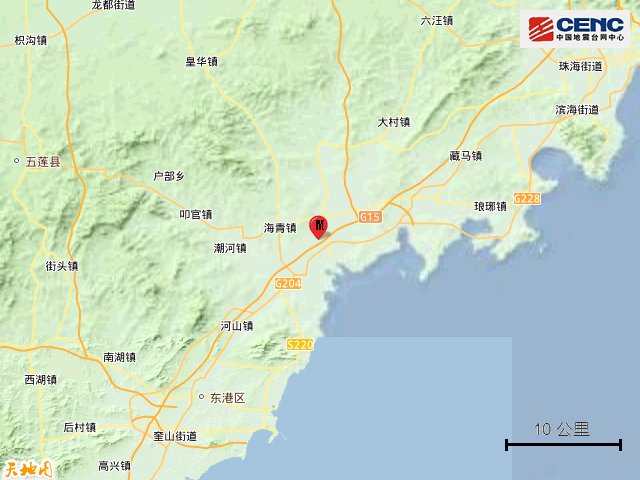 龙都街道
六汪镇
CENC
中国地震台网中心
枳沟镇
皇华镇
珠海街道
滨海街道
大村镇
藏马镇
五莲县
户部乡
G228
琅琊镇
叩官镇
G15
海青镇
潮河镇
街头镇
G204
河山镇
S220
南湖镇
西湖镇
东港区
后村镇
奎山街道
10 公里
高兴镇
天地图